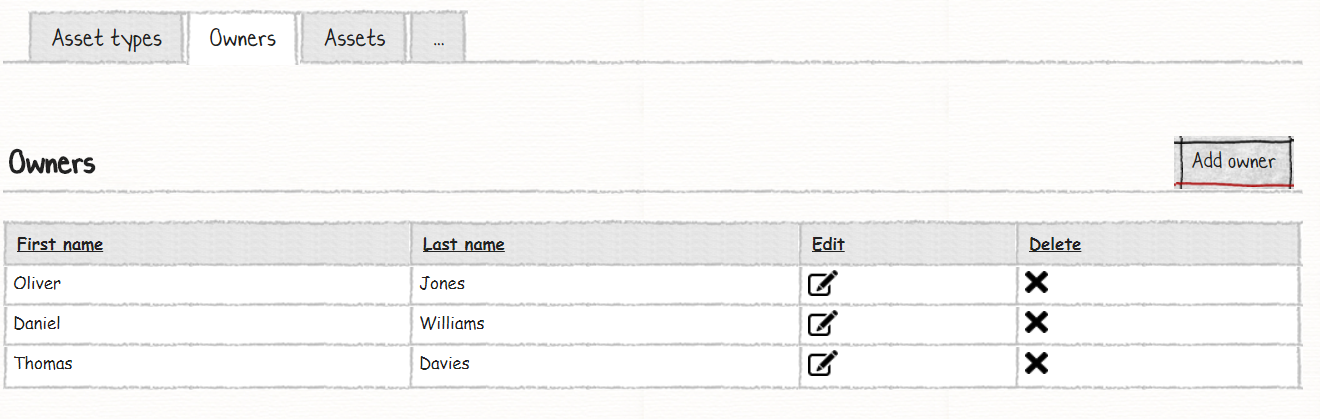 Asset types Owners Assets ...
Owners
Add owner
First name Last name Edit Delete
Oliver Jones
Daniel Williams
Thomas Davies